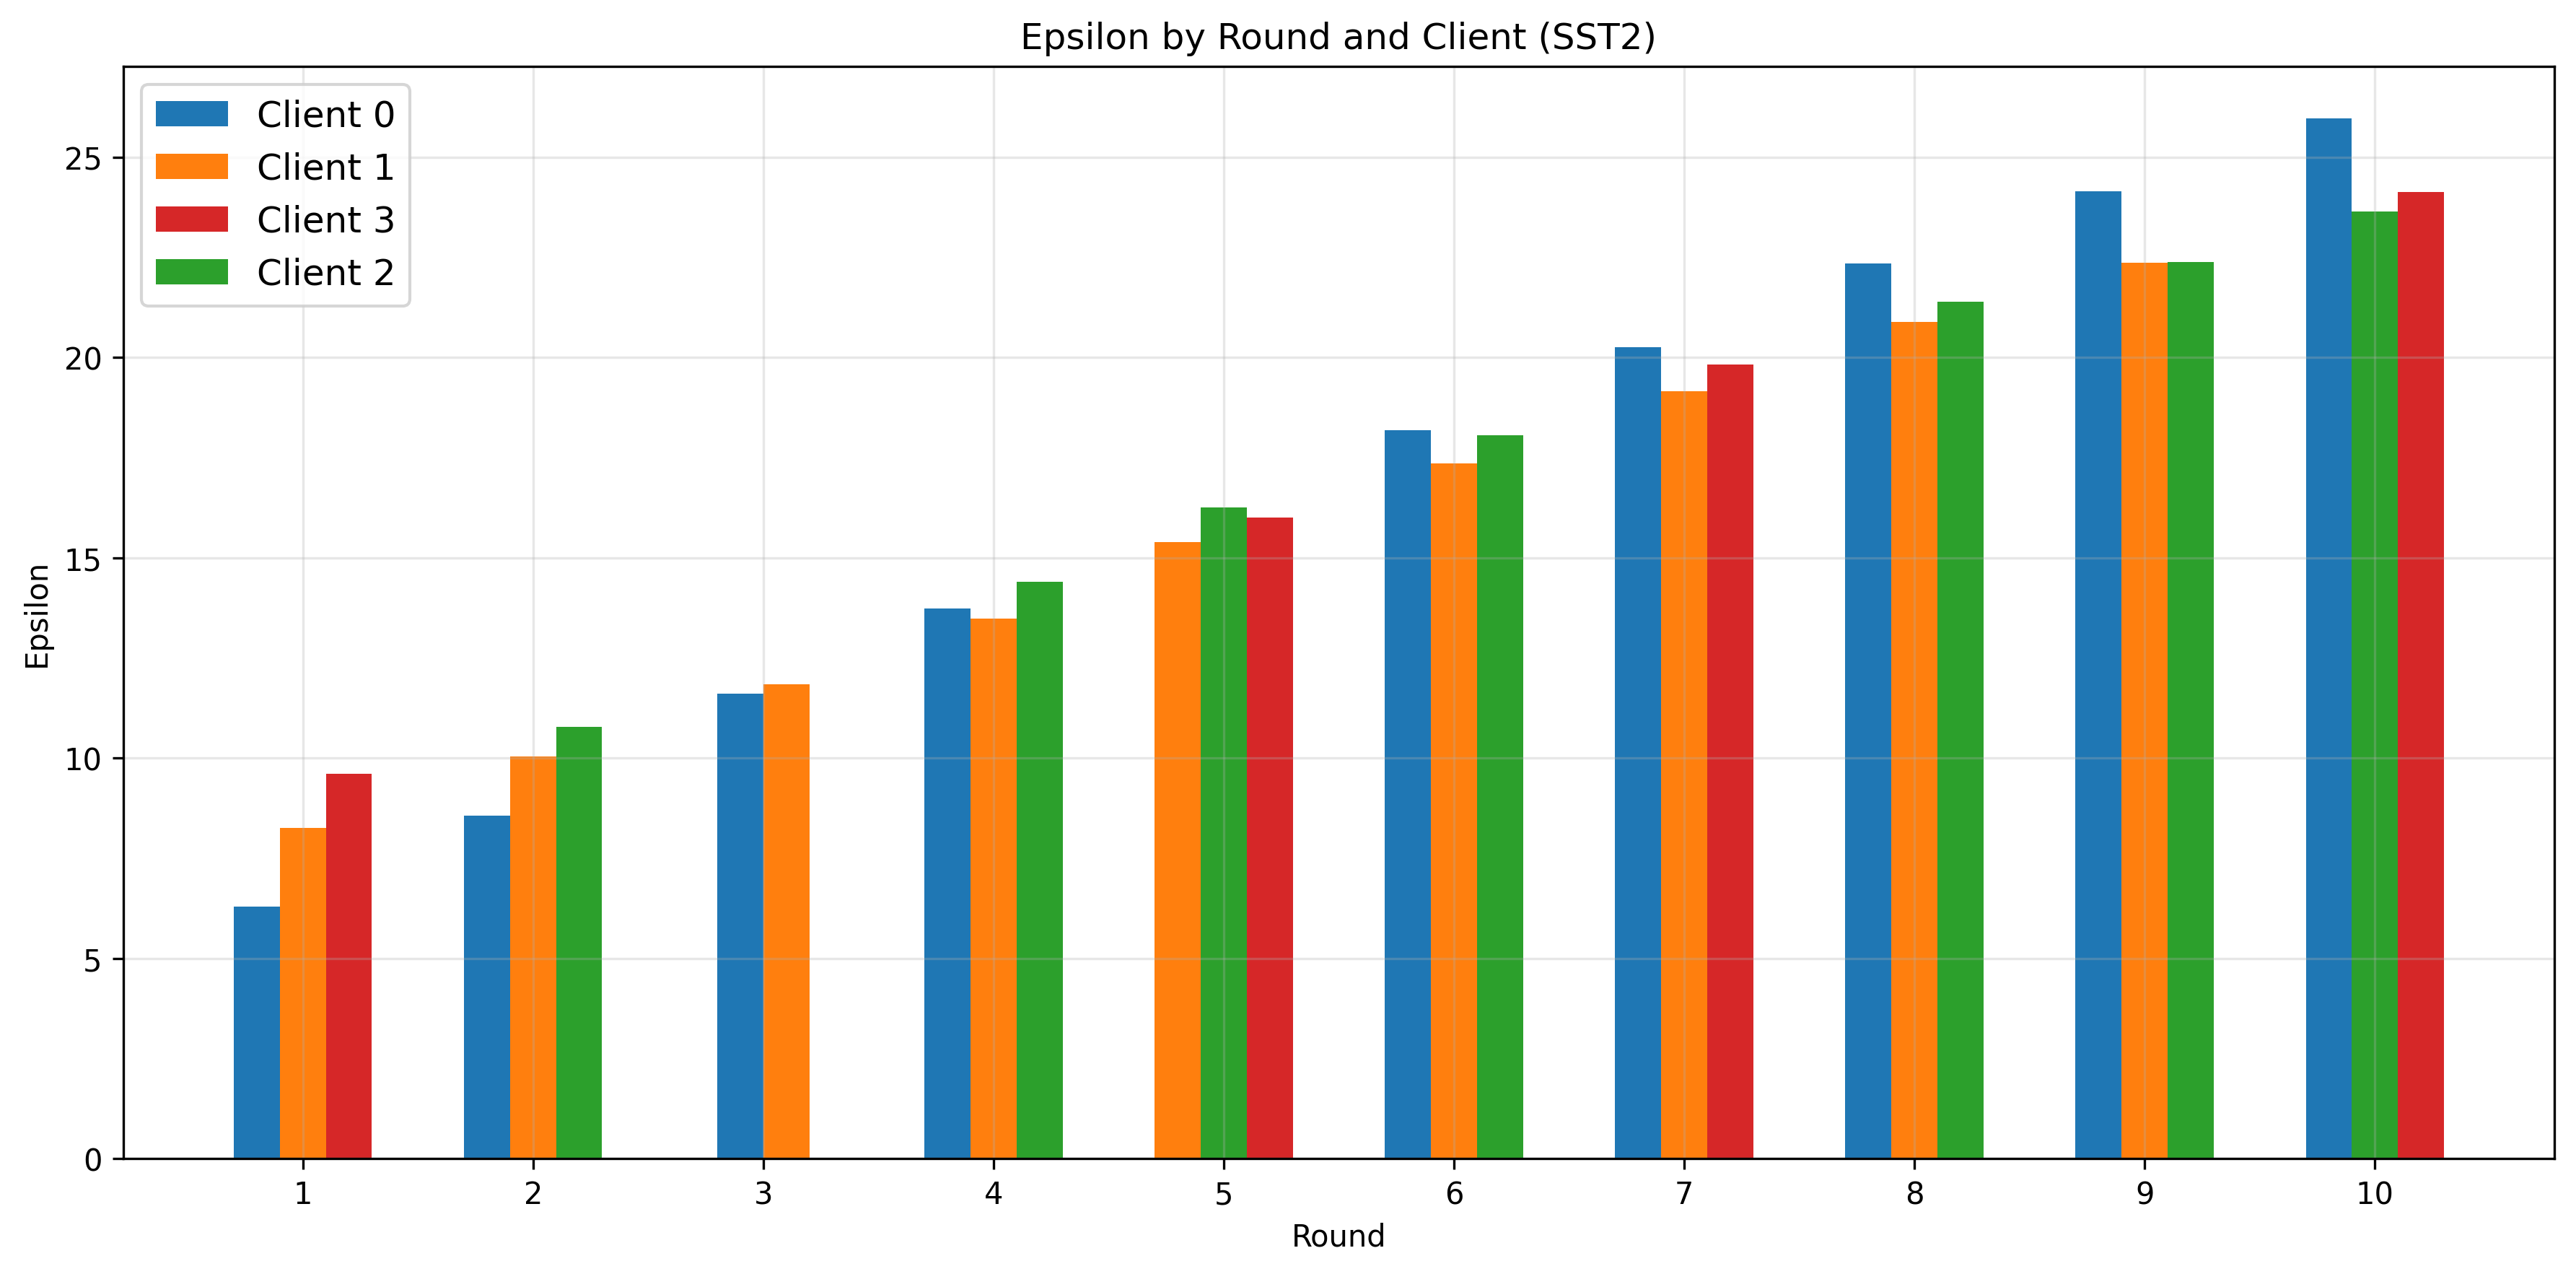 Epsilon by Round and Client (SST2)
Client 0
Client 1
Client 3
Client 2
25
20
15
10
5
0
Epsilon
1 2 3 4 5 6 7 8 9 10
Round